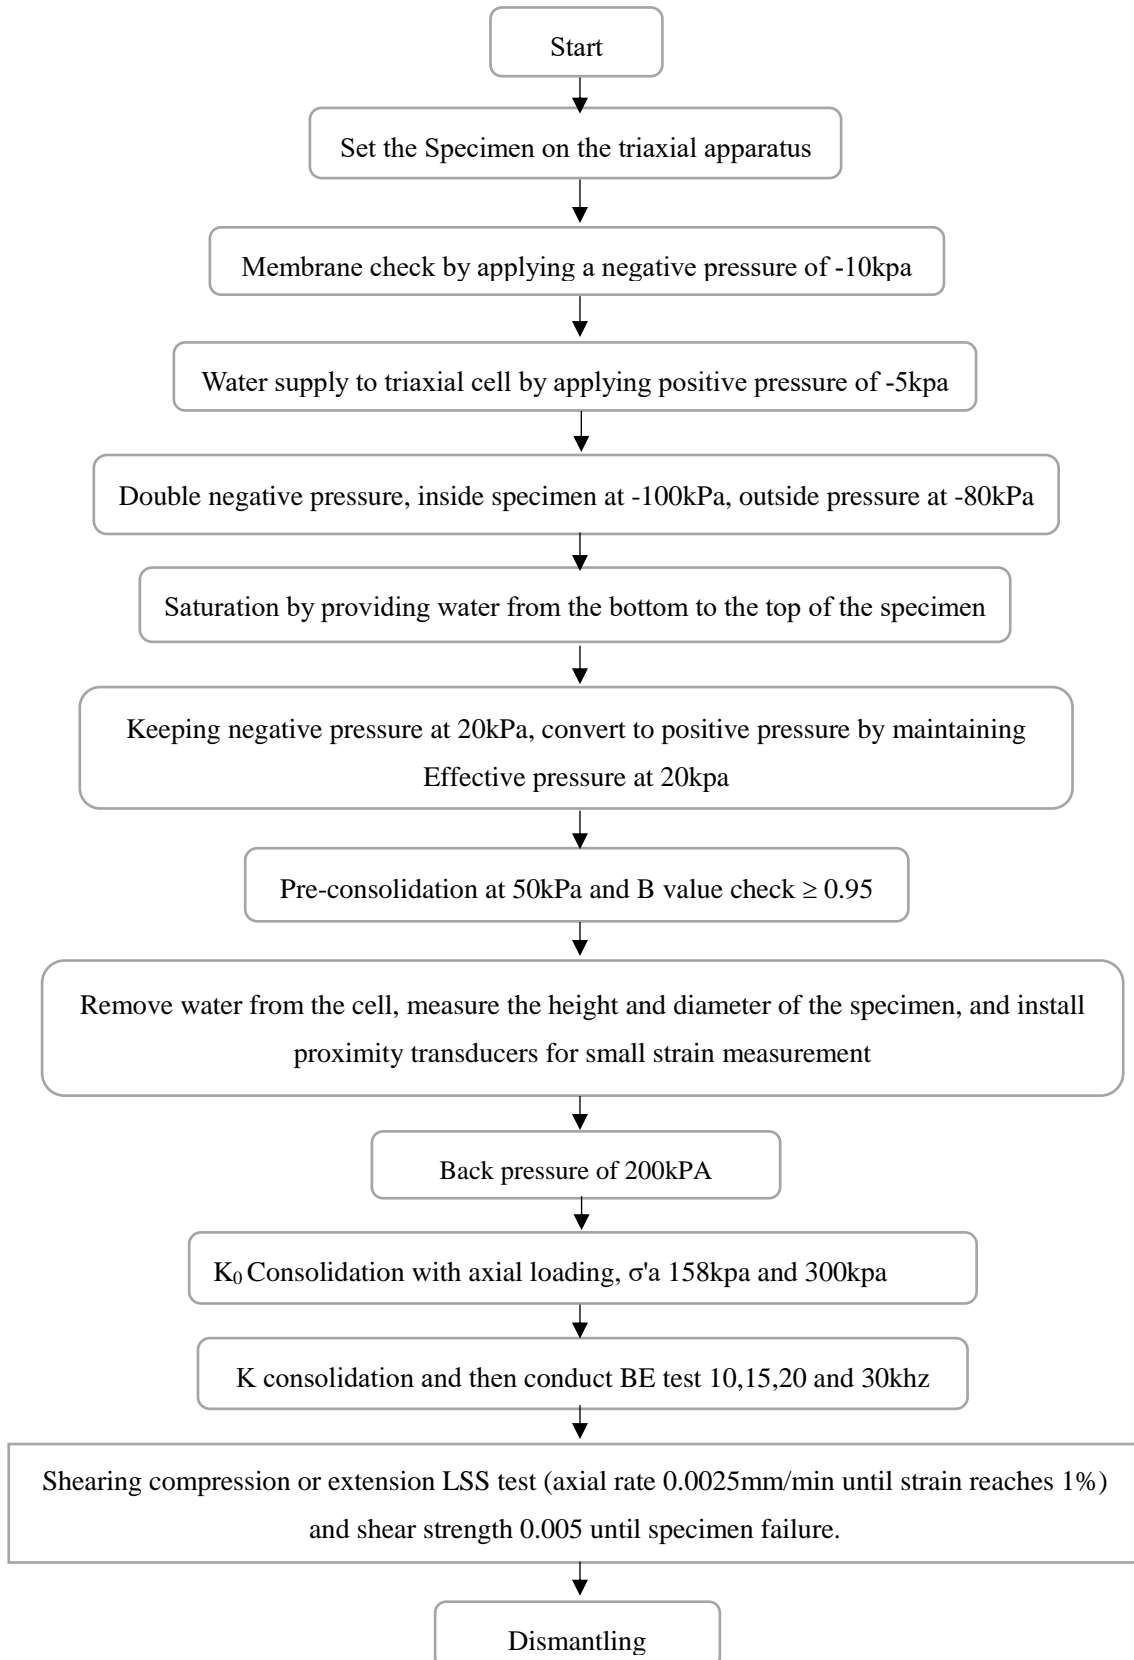 Start
Set the Specimen on the triaxial apparatus
Membrane check by applying a negative pressure of -10kpa
Water supply to triaxial cell by applying positive pressure of -5kpa
Double negative pressure, inside specimen at -100kPa, outside pressure at -80kPa
Saturation by providing water from the bottom to the top of the specimen
Keeping negative pressure at 20kPa, convert to positive pressure by maintaining
Effective pressure at 20kpa
Pre-consolidation at 50kPa and B value check ≥ 0.95
Remove water from the cell, measure the height and diameter of the specimen, and install
proximity transducers for small strain measurement
Back pressure of 200kPA
K₀ Consolidation with axial loading, σ'a 158kpa and 300kpa
K consolidation and then conduct BE test 10,15,20 and 30khz
Shearing compression or extension LSS test (axial rate 0.0025mm/min until strain reaches 1%)
and shear strength 0.005 until specimen failure.
Dismantling